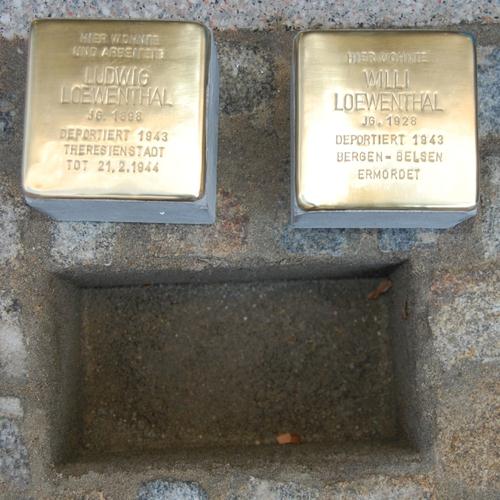 HIER WOHNTE
UND ARBEITETE
LUDWIG
LOEWENTHAL
JG. 1898
DEPORTIERT 1943
THERESIENSTADT
TOT 21.2.1944
HIER WOHNTE
WILLI
LOEWENTHAL
JG. 1928
DEPORTIERT 1943
BERGEN-BELSEN
ERMORDET